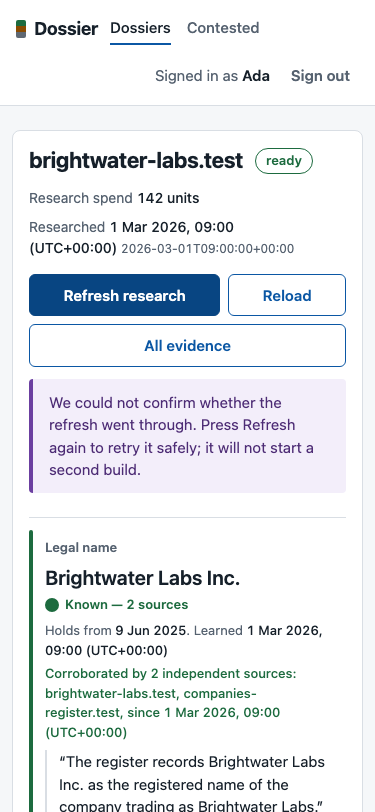 Dossier Dossiers Contested
Signed in as Ada Sign out
brightwater-labs.test ready
Research spend 142 units
Researched 1 Mar 2026, 09:00
(UTC+00:00) 2026-03-01T09:00:00+00:00
Refresh research Reload
All evidence
We could not confirm whether the
refresh went through. Press Refresh
again to retry it safely; it will not start a
second build.
Legal name
Brightwater Labs Inc.
Known — 2 sources
Holds from 9 Jun 2025. Learned 1 Mar 2026,
09:00 (UTC+00:00)
Corroborated by 2 independent sources:
brightwater-labs.test, companies-
register.test, since 1 Mar 2026, 09:00
(UTC+00:00)
“The register records Brightwater Labs
Inc. as the registered name of the
company trading as Brightwater Labs.”